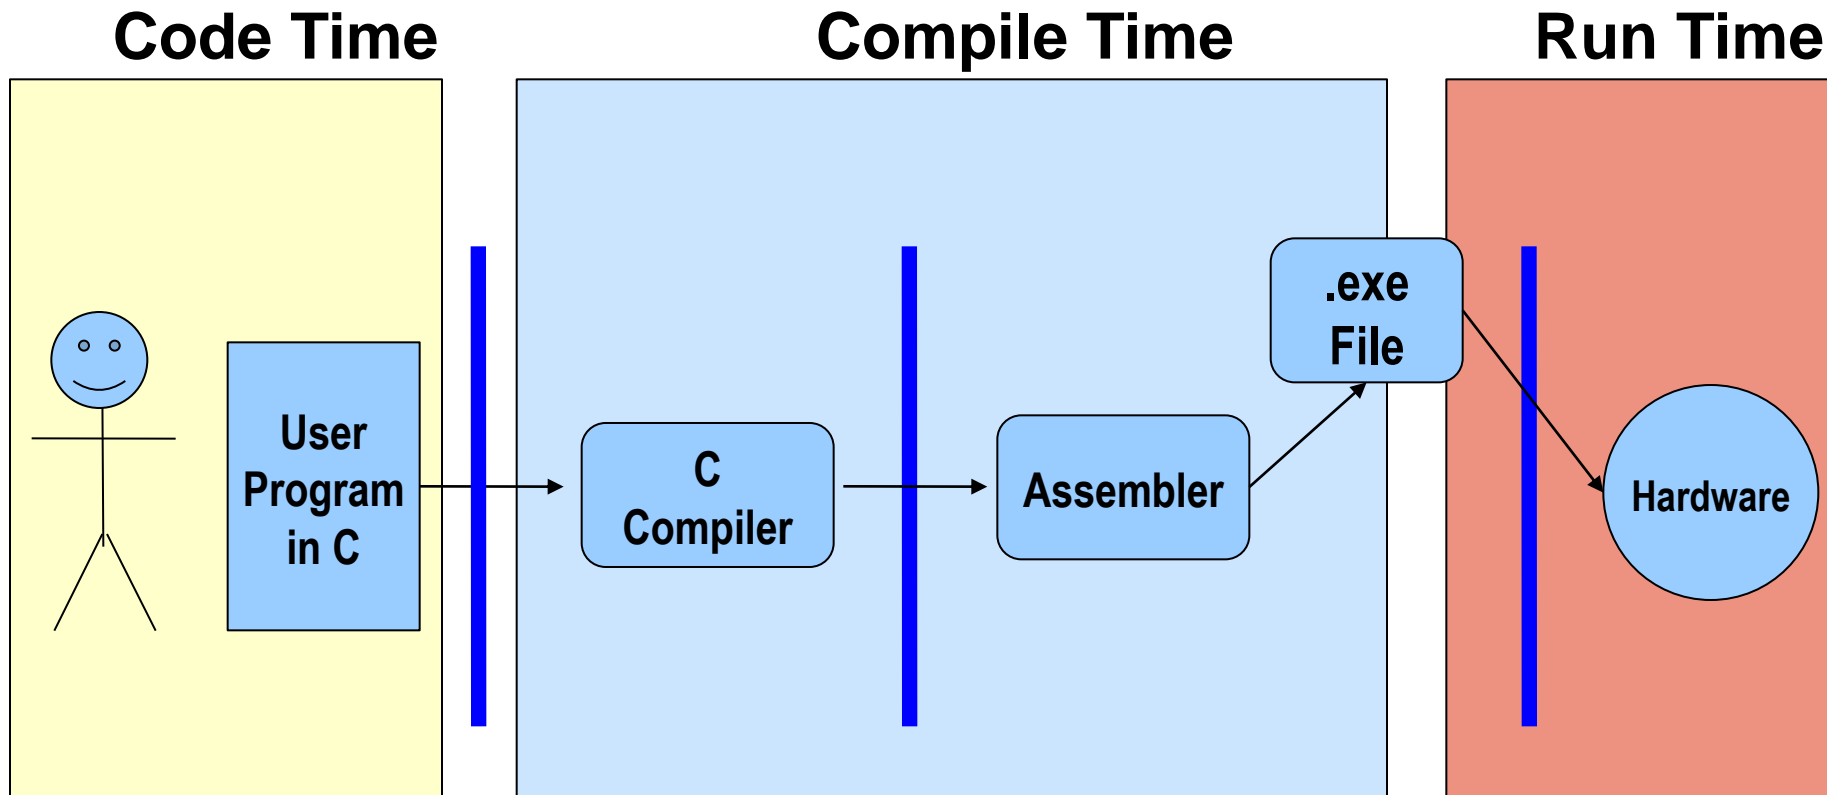 Code Time
Compile Time
Run Time
User
Program
in C
C
Compiler
Assembler
.exe
File
Hardware